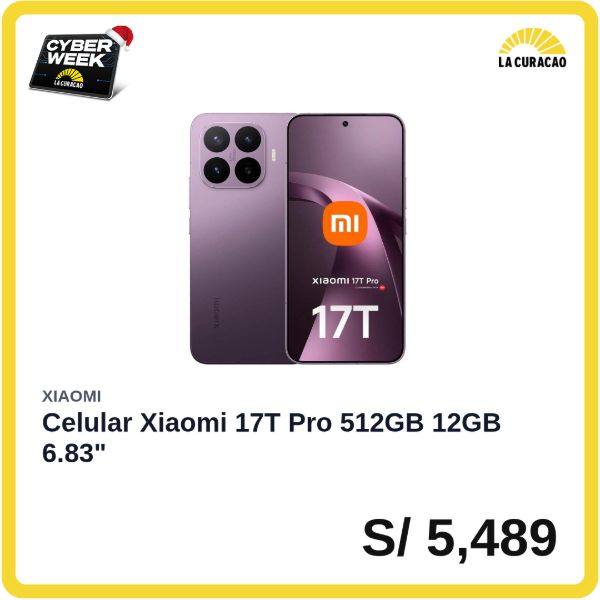 CYBER
WEEK
LA CURACAO
LA CURACAO
XIAOMI
xiaomi 17T Pro
17T
XIAOMI
Celular Xiaomi 17T Pro 512GB 12GB
6.83"
S/ 5,489